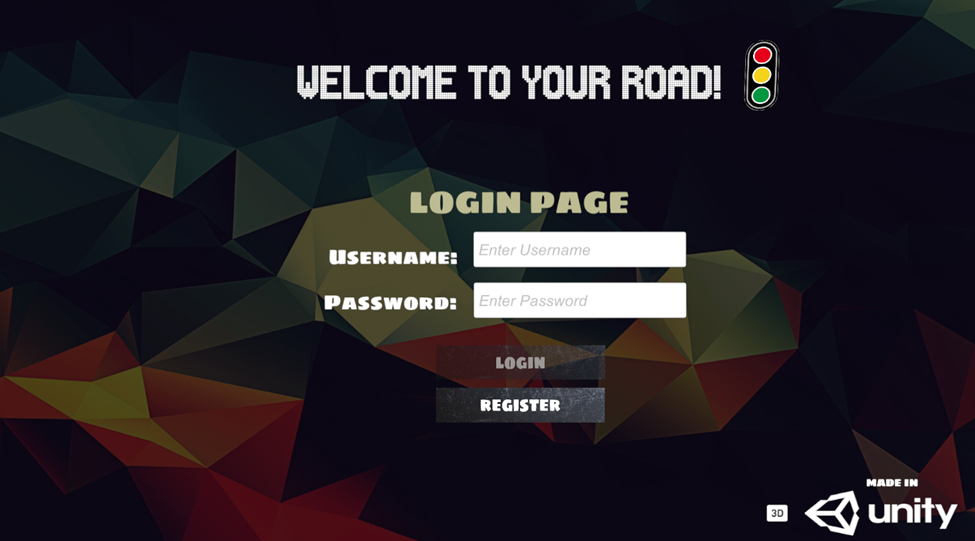 WELCOME TO YOUR ROAD!
LOGIN PAGE
USERNAME: Enter Username
PASSWORD: Enter Password
LOGIN
REGISTER
MADE IN
3D unity